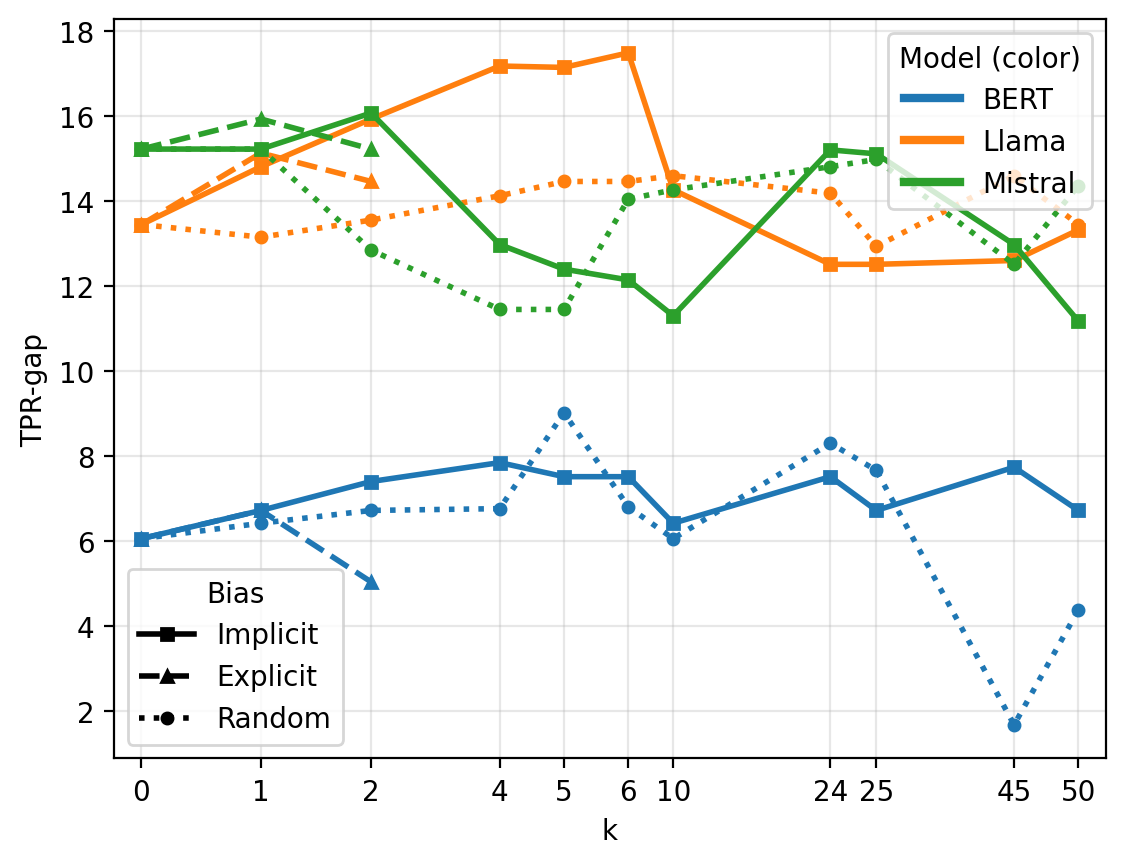 18
16
14
12
10
8
6
4
2
TPR-gap
Model (color)
BERT
Llama
Mistral
Bias
Implicit
Explicit
Random
0 1 2 4 5 6 10 24 25 45 50
k